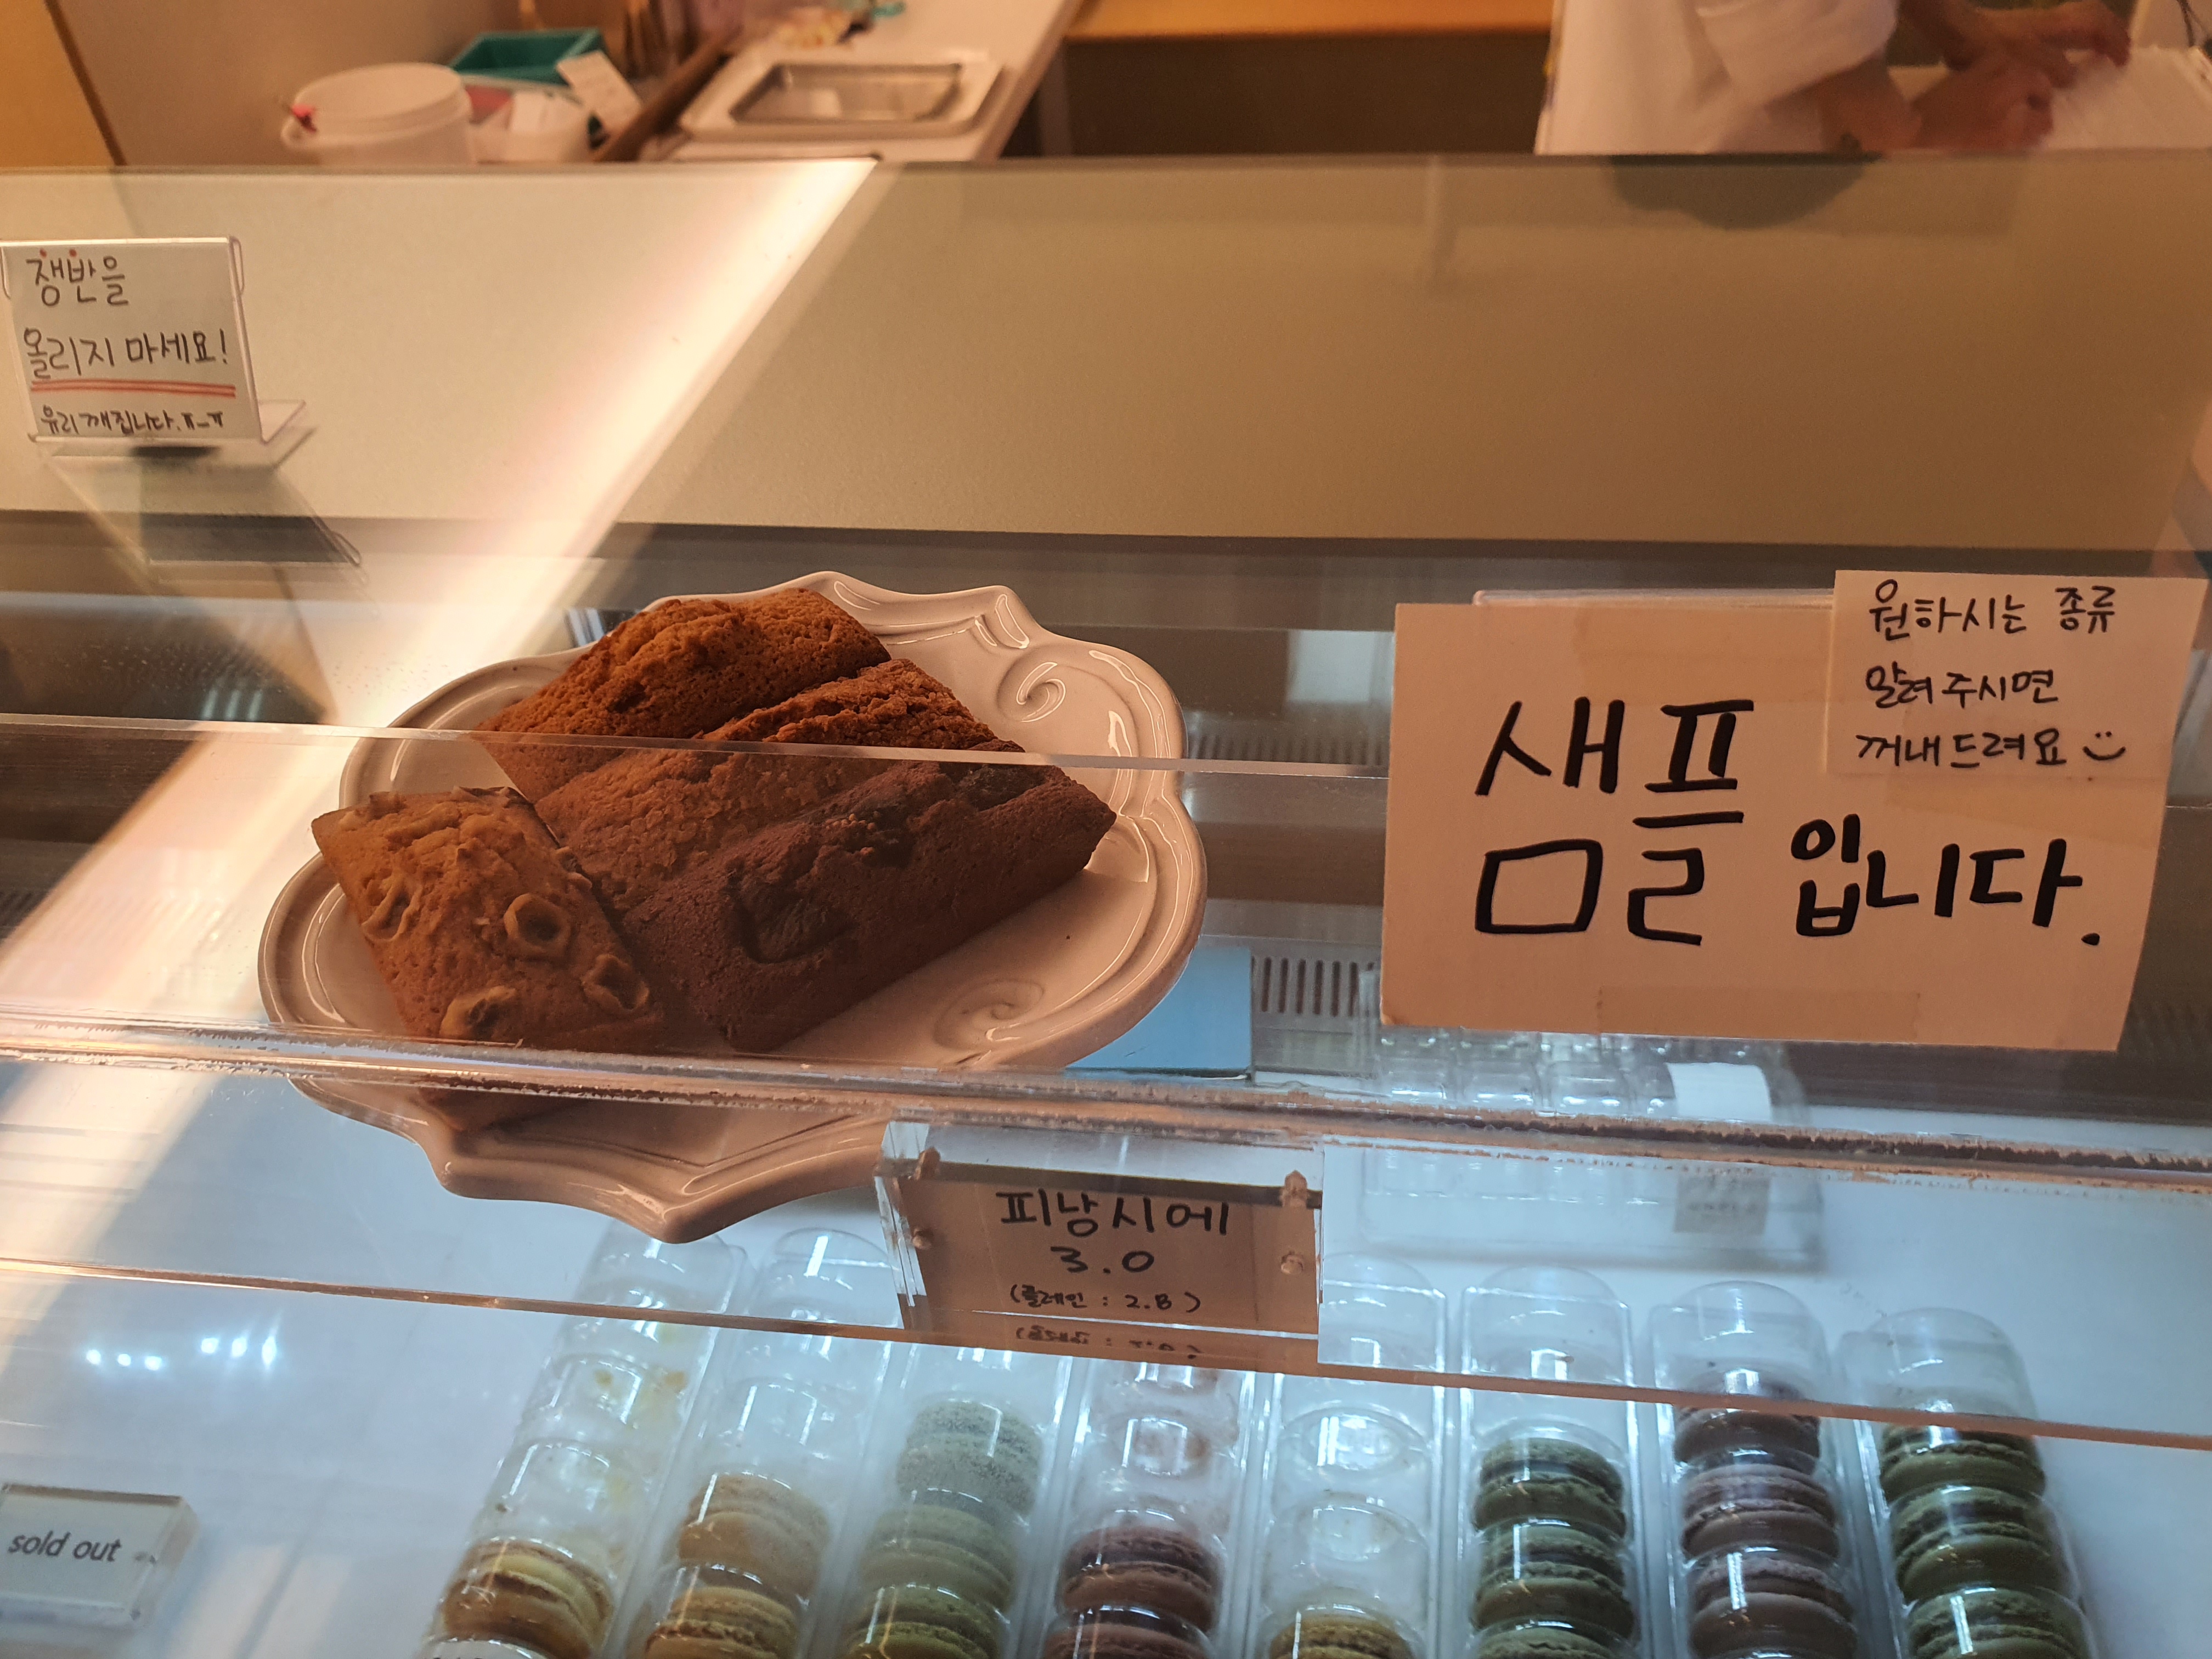 쟁반을
올리지 마세요!
유리 깨집니다.ㅠ_ㅠ
원하시는 종류
알려주시면
꺼내드려요
샘플 입니다.
피낭시에
3.0
(플레인 : 2.8)
sold out